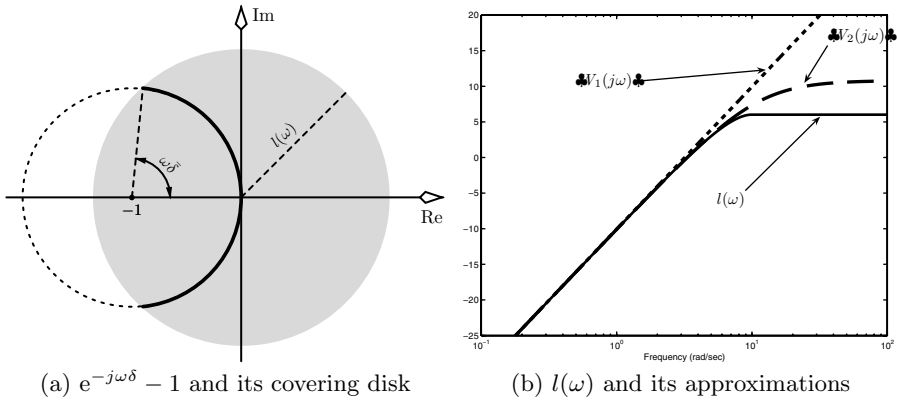 Im
l(ω)
ωδ̄
−1
Re
(a) e^{−jωδ} − 1 and its covering disk
20
15
10
5
0
−5
−10
−15
−20
−25
♣V₁(jω)♣
♣V₂(jω)♣
l(ω)
10⁻¹ 10⁰ 10¹ 10²
Frequency (rad/sec)
(b) l(ω) and its approximations